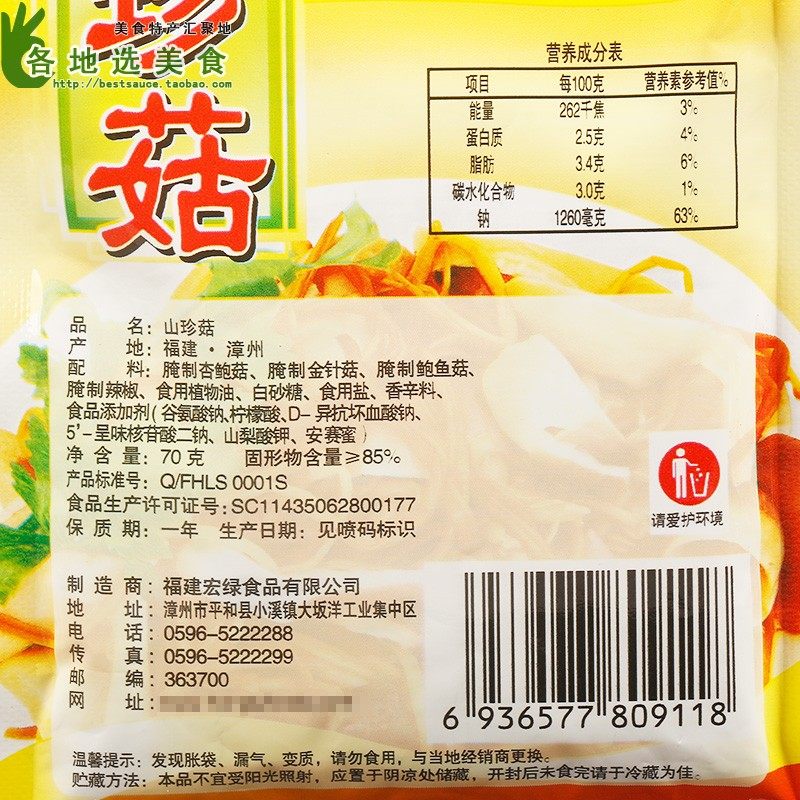 美食特产汇聚地
各地选美食
http://bestsauce.taobao.com
珍
菇
营养成分表
项目 每100克 营养素参考值%
能量 262千焦 3%
蛋白质 2.5克 4%
脂肪 3.4克 6%
碳水化合物 3.0克 1%
钠 1260毫克 63%
品 名：山珍菇
产 地：福建·漳州
配 料：腌制杏鲍菇、腌制金针菇、腌制鲍鱼菇、
腌制辣椒、食用植物油、白砂糖、食用盐、香辛料、
食品添加剂(谷氨酸钠、柠檬酸、D-异抗坏血酸钠、
5'-呈味核苷酸二钠、山梨酸钾、安赛蜜)
净含量：70克 固形物含量≥85%
产品标准号：Q/FHLS 0001S
食品生产许可证号：SC11435062800177
保质期：一年 生产日期：见喷码标识
请爱护环境
制造商：福建宏绿食品有限公司
地 址：漳州市平和县小溪镇大坂洋工业集中区
电 话：0596-5222288
传 真：0596-5222299
邮 编：363700
网 址：
6 936577 809118
温馨提示：发现胀袋、漏气、变质，请勿食用，与当地经销商更换。
贮藏方法：本品不宜受阳光照射，应置于阴凉处储藏，开封后未食完请于冷藏为佳。